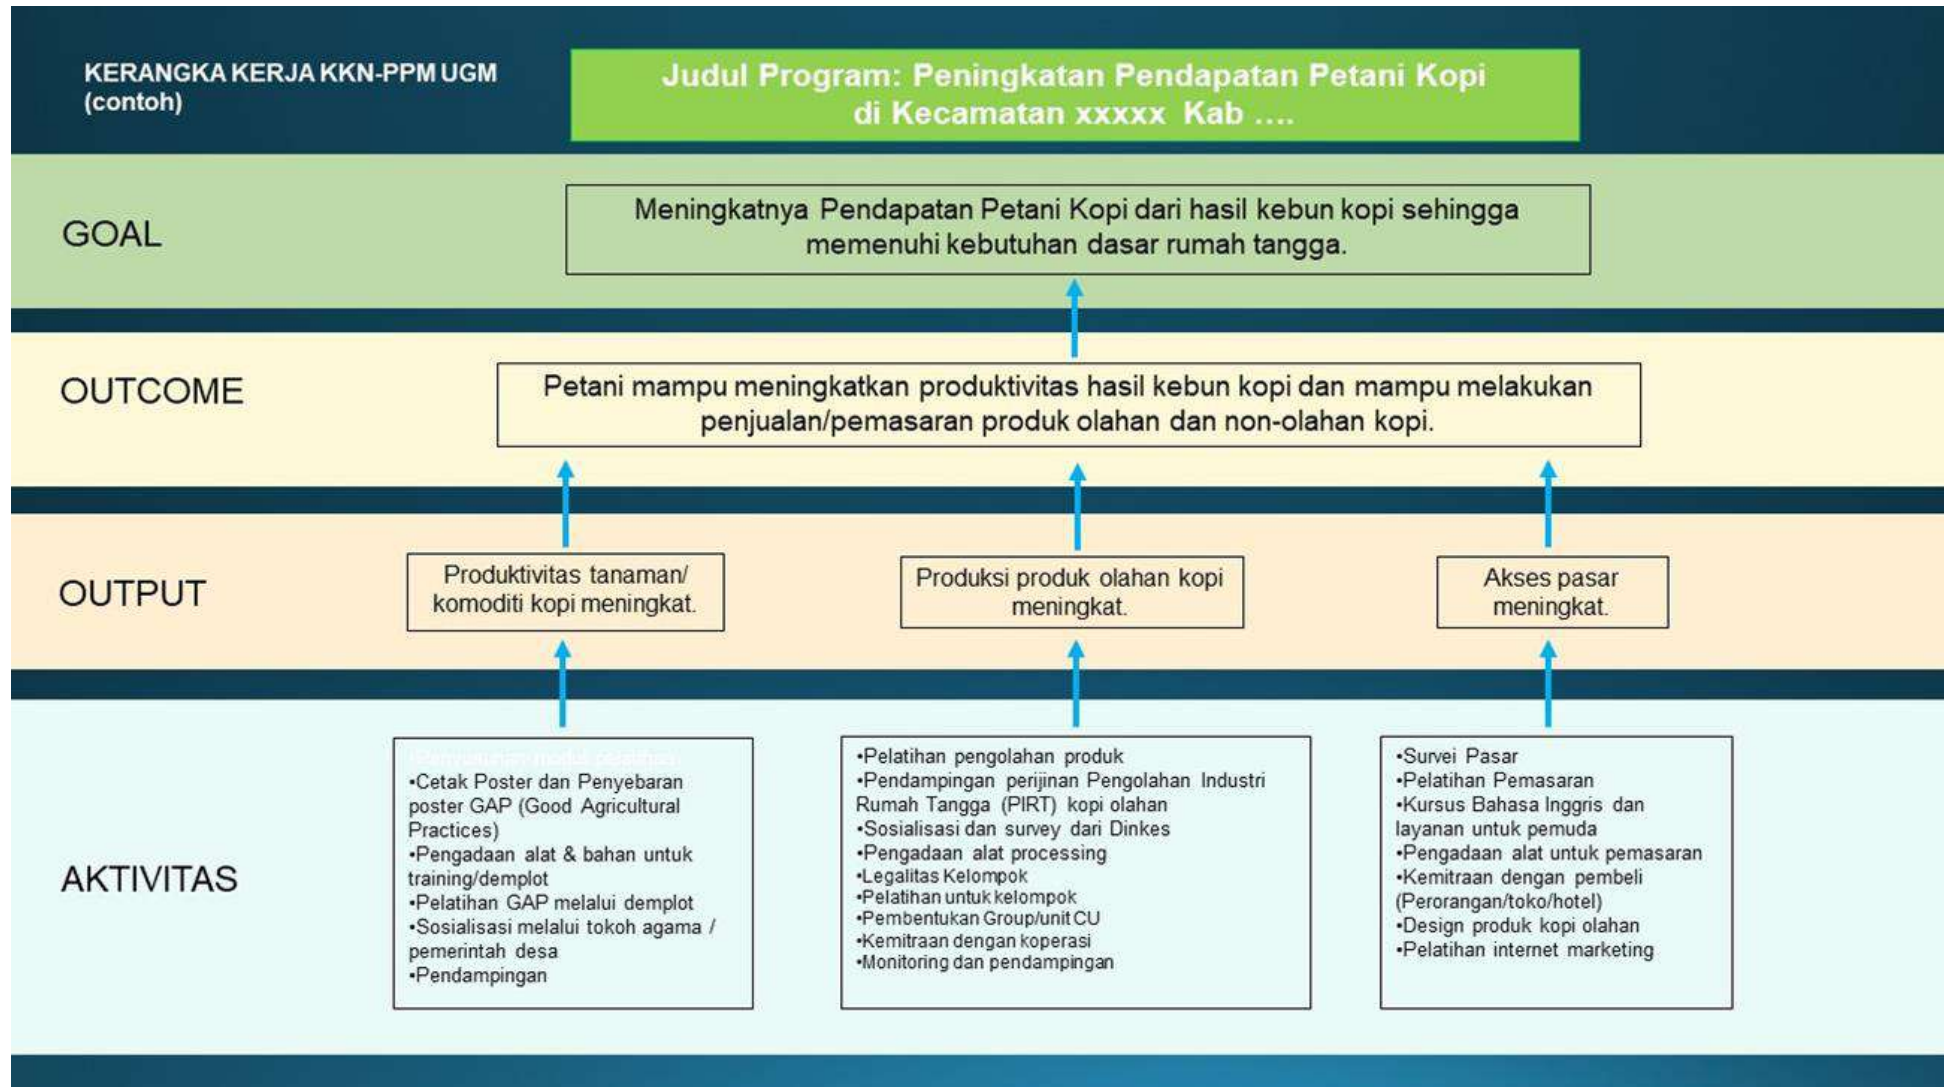 KERANGKA KERJA KKN-PPM UGM
(contoh)
Judul Program: Peningkatan Pendapatan Petani Kopi
di Kecamatan xxxxx Kab ....
GOAL
Meningkatnya Pendapatan Petani Kopi dari hasil kebun kopi sehingga
memenuhi kebutuhan dasar rumah tangga.
OUTCOME
Petani mampu meningkatkan produktivitas hasil kebun kopi dan mampu melakukan
penjualan/pemasaran produk olahan dan non-olahan kopi.
OUTPUT
Produktivitas tanaman/
komoditi kopi meningkat.
Produksi produk olahan kopi
meningkat.
Akses pasar
meningkat.
AKTIVITAS
•Cetak Poster dan Penyebaran
poster GAP (Good Agricultural
Practices)
•Pengadaan alat & bahan untuk
training/demplot
•Pelatihan GAP melalui demplot
•Sosialisasi melalui tokoh agama /
pemerintah desa
•Pendampingan
•Pelatihan pengolahan produk
•Pendampingan perijinan Pengolahan Industri
Rumah Tangga (PIRT) kopi olahan
•Sosialisasi dan survey dari Dinkes
•Pengadaan alat processing
•Legalitas Kelompok
•Pelatihan untuk kelompok
•Pembentukan Group/unit CU
•Kemitraan dengan koperasi
•Monitoring dan pendampingan
•Survei Pasar
•Pelatihan Pemasaran
•Kursus Bahasa Inggris dan
layanan untuk pemuda
•Pengadaan alat untuk pemasaran
•Kemitraan dengan pembeli
(Perorangan/toko/hotel)
•Design produk kopi olahan
•Pelatihan internet marketing